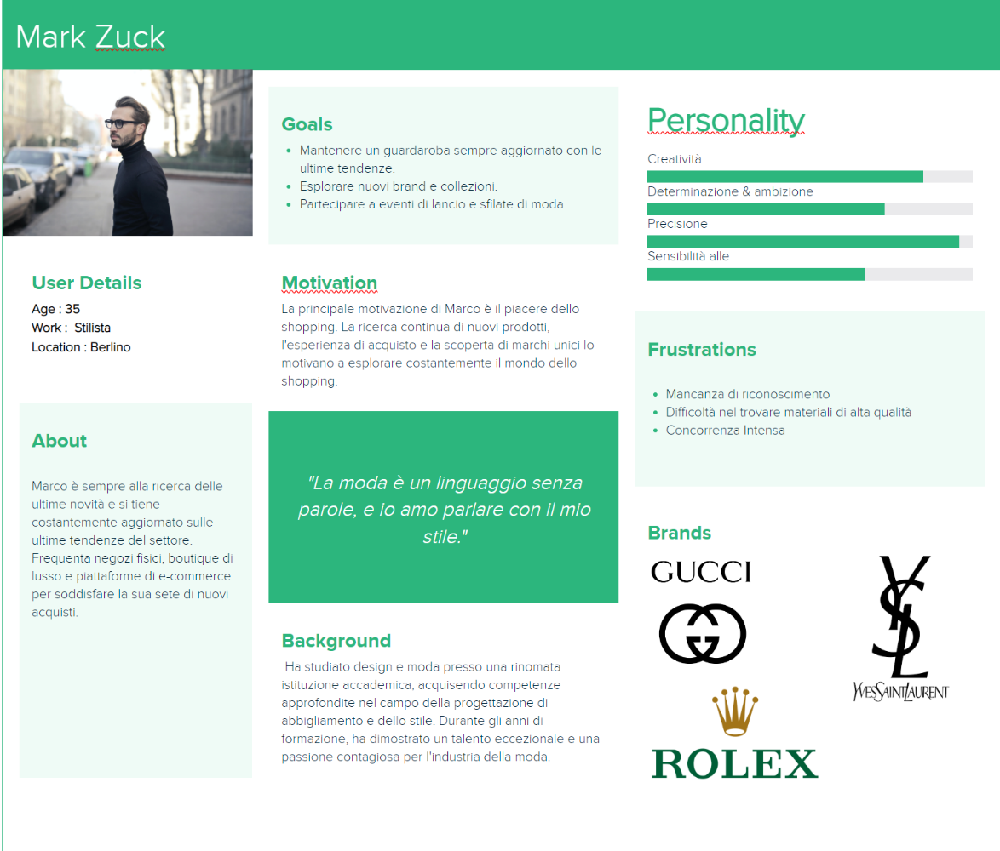 Mark Zuck
Goals
Mantenere un guardaroba sempre aggiornato con le
ultime tendenze.
Esplorare nuovi brand e collezioni.
Partecipare a eventi di lancio e sfilate di moda.
Personality
Creatività
Determinazione & ambizione
Precisione
Sensibilità alle
User Details
Age : 35
Work :  Stilista
Location : Berlino
Motivation
La principale motivazione di Marco è il piacere dello
shopping. La ricerca continua di nuovi prodotti,
l'esperienza di acquisto e la scoperta di marchi unici lo
motivano a esplorare costantemente il mondo dello
shopping.
Frustrations
Mancanza di riconoscimento
Difficoltà nel trovare materiali di alta qualità
Concorrenza Intensa
About
Marco è sempre alla ricerca delle
ultime novità e si tiene
costantemente aggiornato sulle
ultime tendenze del settore.
Frequenta negozi fisici, boutique di
lusso e piattaforme di e-commerce
per soddisfare la sua sete di nuovi
acquisti.
"La moda è un linguaggio senza
parole, e io amo parlare con il mio
stile."
Background
Ha studiato design e moda presso una rinomata
istituzione accademica, acquisendo competenze
approfondite nel campo della progettazione di
abbigliamento e dello stile. Durante gli anni di
formazione, ha dimostrato un talento eccezionale e una
passione contagiosa per l'industria della moda.
Brands
GUCCI
YSL
YVESSAINTLAURENT
ROLEX